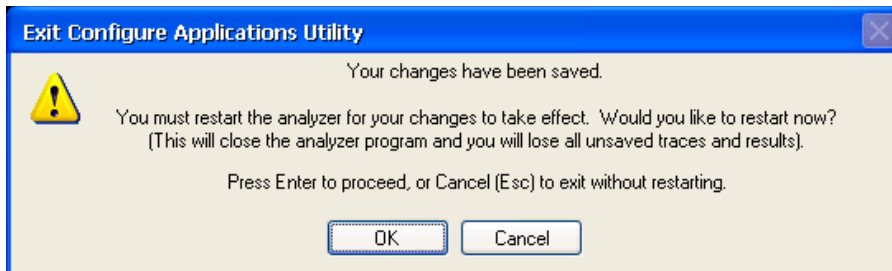 Exit Configure Applications Utility
Your changes have been saved.
You must restart the analyzer for your changes to take effect.  Would you like to restart now?
(This will close the analyzer program and you will lose all unsaved traces and results).
Press Enter to proceed, or Cancel (Esc) to exit without restarting.
OK
Cancel